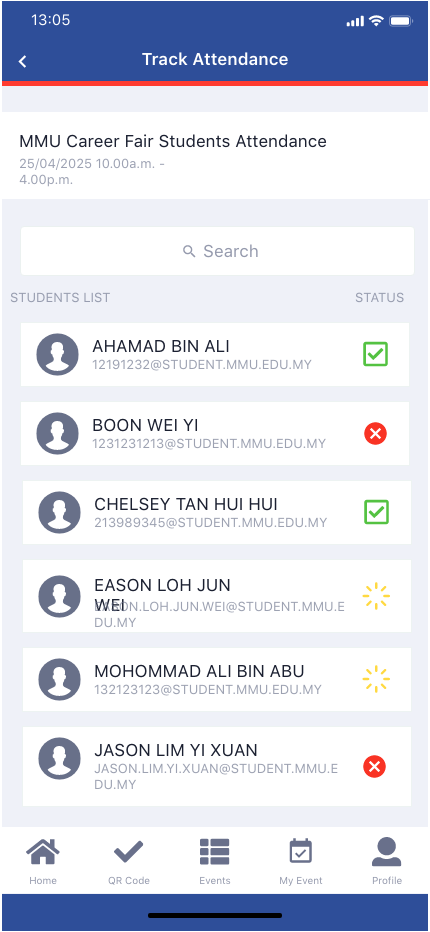 13:05
Track Attendance
MMU Career Fair Students Attendance
25/04/2025 10.00a.m. -
4.00p.m.
Search
STUDENTS LIST
STATUS
AHAMAD BIN ALI
12191232@STUDENT.MMU.EDU.MY
BOON WEI YI
1231231213@STUDENT.MMU.EDU.MY
CHELSEY TAN HUI HUI
213989345@STUDENT.MMU.EDU.MY
EASON LOH JUN
WEI
EASON.LOH.JUN.WEI@STUDENT.MMU.E
DU.MY
MOHOMMAD ALI BIN ABU
132123123@STUDENT.MMU.EDU.MY
JASON LIM YI XUAN
JASON.LIM.YI.XUAN@STUDENT.MMU.E
DU.MY
Home
QR Code
Events
My Event
Profile